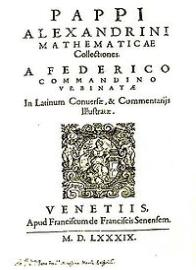 PAPPI
ALEXANDRINI
MATHEMATICAE
Collectiones.
A FEDERICO
COMMANDINO
VRBINATE
In Latinum Conuersæ, & Commentarijs
Illustratæ.
VENETIIS,
Apud Franciscum de Franciscis Senensem.
M. D. LXXXIX.